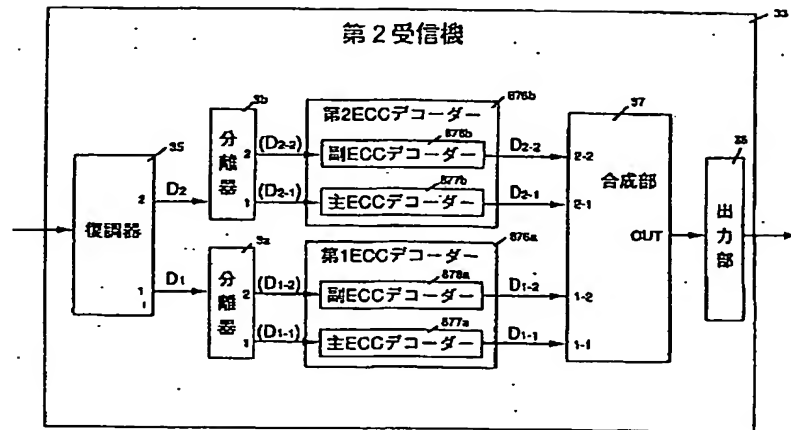 33
第2受信機
876b
3b
第2ECCデコーダー
37
分離器
2
(D2-2)
878b
副ECCデコーダー
D2-2
2-2
35
38
877b
(D2-1)
1
主ECCデコーダー
D2-1
2-1
合成部
2
D2
復調器
出力部
OUT
876a
3a
第1ECCデコーダー
分離器
2
(D1-2)
878a
副ECCデコーダー
D1-2
1-2
1
D1
877a
(D1-1)
1
主ECCデコーダー
D1-1
1-1